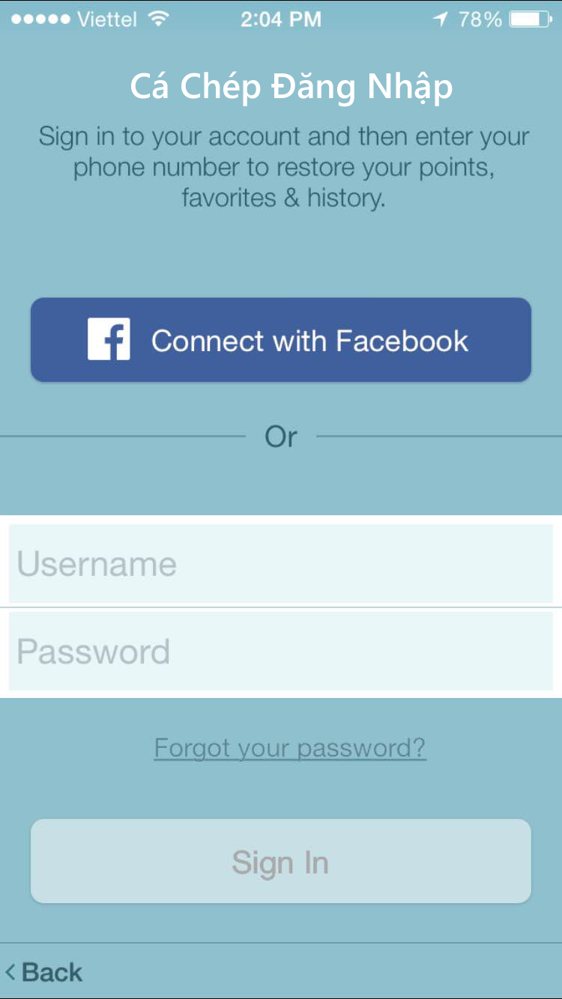 Viettel 2:04 PM 78%
Cá Chép Đăng Nhập
Sign in to your account and then enter your
phone number to restore your points,
favorites & history.
f Connect with Facebook
Or
Username
Password
Forgot your password?
Sign In
< Back